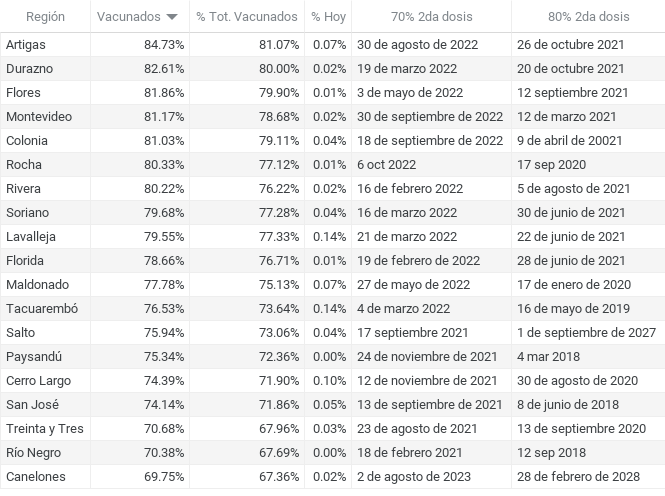 Región Vacunados % Tot. Vacunados % Hoy 70% 2da dosis 80% 2da dosis
Artigas 84.73% 81.07% 0.07% 30 de agosto de 2022 26 de octubre 2021
Durazno 82.61% 80.00% 0.02% 19 de marzo 2022 20 de octubre 2021
Flores 81.86% 79.90% 0.01% 3 de mayo de 2022 12 septiembre 2021
Montevideo 81.17% 78.68% 0.02% 30 de septiembre de 2022 12 de marzo 2021
Colonia 81.03% 79.11% 0.04% 18 de septiembre de 2022 9 de abril de 20021
Rocha 80.33% 77.12% 0.01% 6 oct 2022 17 sep 2020
Rivera 80.22% 76.22% 0.02% 16 de febrero 2022 5 de agosto de 2021
Soriano 79.68% 77.28% 0.04% 16 de marzo 2022 30 de junio de 2021
Lavalleja 79.55% 77.33% 0.14% 21 de marzo 2022 22 de junio 2021
Florida 78.66% 76.71% 0.01% 19 de febrero de 2022 28 de junio de 2021
Maldonado 77.78% 75.13% 0.07% 27 de mayo de 2022 17 de enero de 2020
Tacuarembó 76.53% 73.64% 0.14% 4 de marzo 2022 16 de mayo de 2019
Salto 75.94% 73.06% 0.04% 17 septiembre 2021 1 de septiembre de 2027
Paysandú 75.34% 72.36% 0.00% 24 de noviembre de 2021 4 mar 2018
Cerro Largo 74.39% 71.90% 0.10% 12 de noviembre de 2021 30 de agosto de 2020
San José 74.14% 71.86% 0.05% 13 de septiembre de 2021 8 de junio de 2018
Treinta y Tres 70.68% 67.96% 0.03% 23 de agosto de 2021 13 de septiembre 2020
Río Negro 70.38% 67.69% 0.00% 18 de febrero 2021 12 sep 2018
Canelones 69.75% 67.36% 0.02% 2 de agosto de 2023 28 de febrero de 2028